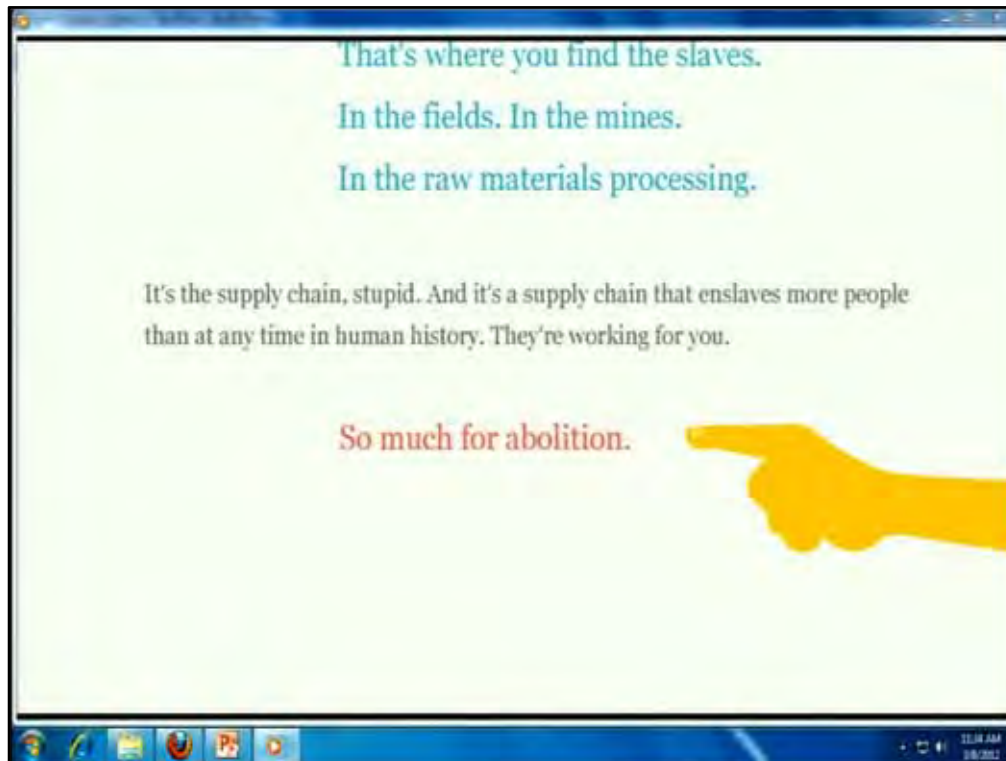 That's where you find the slaves.
In the fields. In the mines.
In the raw materials processing.
It's the supply chain, stupid. And it's a supply chain that enslaves more people
than at any time in human history. They're working for you.
So much for abolition.